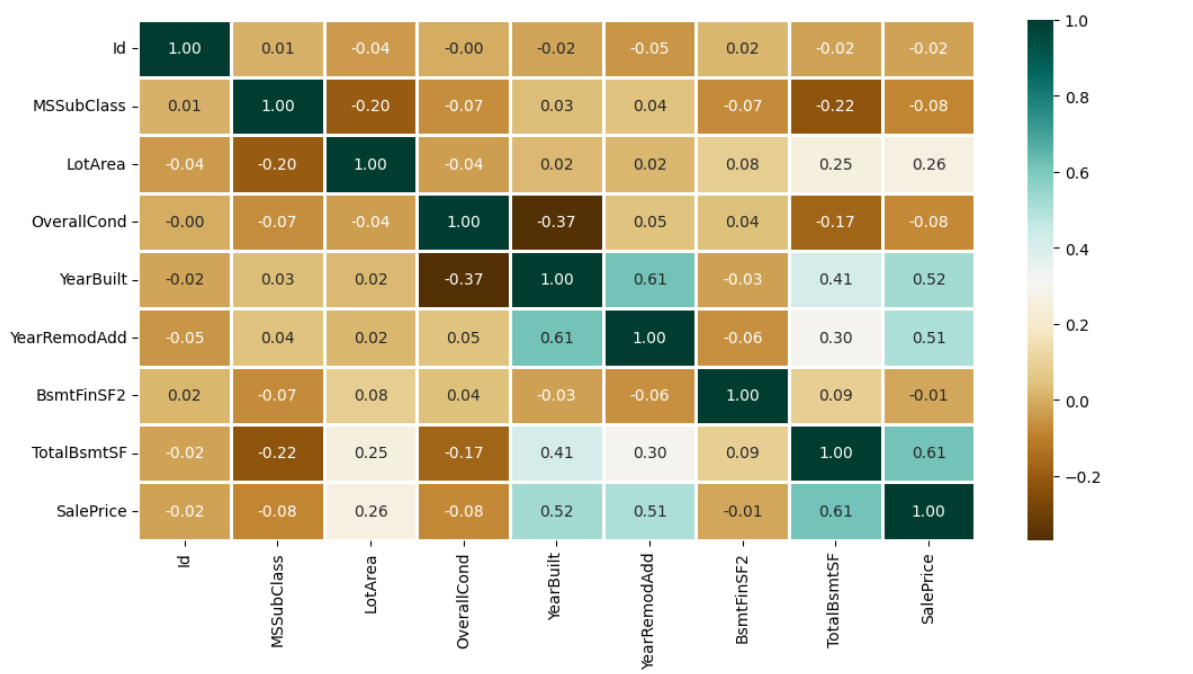 Id 1.00 0.01 -0.04 -0.00 -0.02 -0.05 0.02 -0.02 -0.02
MSSubClass 0.01 1.00 -0.20 -0.07 0.03 0.04 -0.07 -0.22 -0.08
LotArea -0.04 -0.20 1.00 -0.04 0.02 0.02 0.08 0.25 0.26
OverallCond -0.00 -0.07 -0.04 1.00 -0.37 0.05 0.04 -0.17 -0.08
YearBuilt -0.02 0.03 0.02 -0.37 1.00 0.61 -0.03 0.41 0.52
YearRemodAdd -0.05 0.04 0.02 0.05 0.61 1.00 -0.06 0.30 0.51
BsmtFinSF2 0.02 -0.07 0.08 0.04 -0.03 -0.06 1.00 0.09 -0.01
TotalBsmtSF -0.02 -0.22 0.25 -0.17 0.41 0.30 0.09 1.00 0.61
SalePrice -0.02 -0.08 0.26 -0.08 0.52 0.51 -0.01 0.61 1.00
Id
MSSubClass
LotArea
OverallCond
YearBuilt
YearRemodAdd
BsmtFinSF2
TotalBsmtSF
SalePrice
1.0
0.8
0.6
0.4
0.2
0.0
−0.2